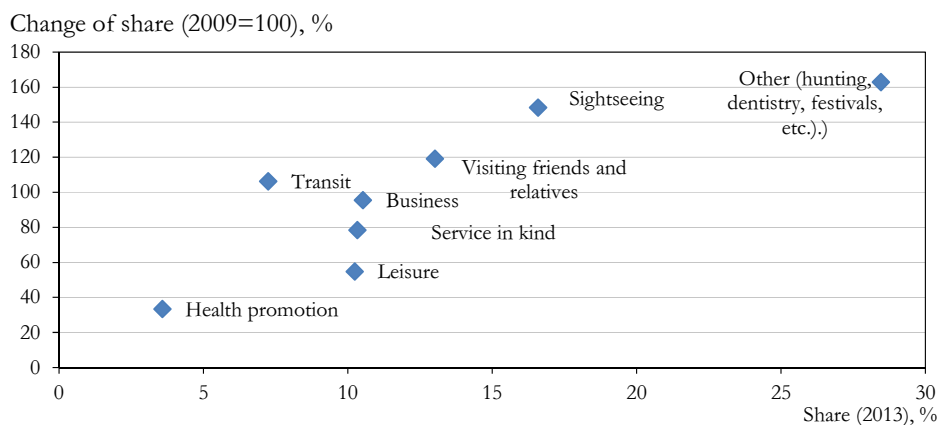 Change of share (2009=100), %
180
160
140
120
100
80
60
40
20
0
Other (hunting,
dentistry, festivals,
etc.).)
Sightseeing
Visiting friends and
relatives
Transit
Business
Service in kind
Leisure
Health promotion
0 5 10 15 20 25 30
Share (2013), %